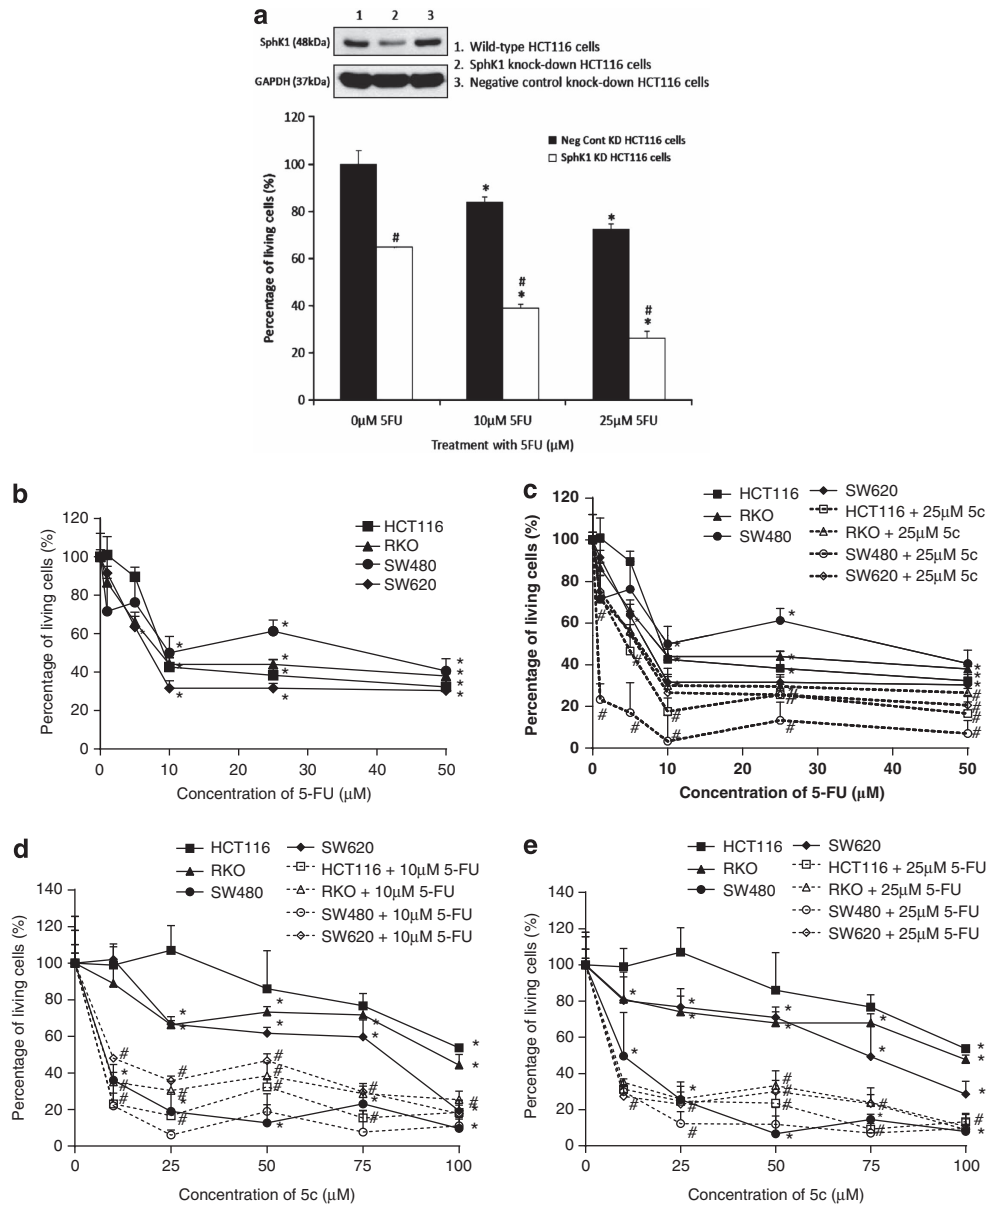 a
1 2 3
SphK1 (48kDa)
GAPDH (37kDa)
1. Wild-type HCT116 cells
2. SphK1 knock-down HCT116 cells
3. Negative control knock-down HCT116 cells
Percentage of living cells (%)
120
100
80
60
40
20
0
Neg Cont KD HCT116 cells
SphK1 KD HCT116 cells
#
*
#
*
*
#
*
0µM 5FU 10µM 5FU 25µM 5FU
Treatment with 5FU (µM)
b
Percentage of living cells (%)
120
100
80
60
40
20
0
HCT116
RKO
SW480
SW620
0 10 20 30 40 50
Concentration of 5-FU (µM)
c
Percentage of living cells (%)
120
100
80
60
40
20
0
HCT116
RKO
SW480
SW620
HCT116 + 25µM 5c
RKO + 25µM 5c
SW480 + 25µM 5c
SW620 + 25µM 5c
0 10 20 30 40 50
Concentration of 5-FU (µM)
d
Percentage of living cells (%)
140
120
100
80
60
40
20
0
HCT116
RKO
SW480
SW620
HCT116 + 10µM 5-FU
RKO + 10µM 5-FU
SW480 + 10µM 5-FU
SW620 + 10µM 5-FU
0 25 50 75 100
Concentration of 5c (µM)
e
Percentage of living cells (%)
140
120
100
80
60
40
20
0
HCT116
RKO
SW480
SW620
HCT116 + 25µM 5-FU
RKO + 25µM 5-FU
SW480 + 25µM 5-FU
SW620 + 25µM 5-FU
0 25 50 75 100
Concentration of 5c (µM)